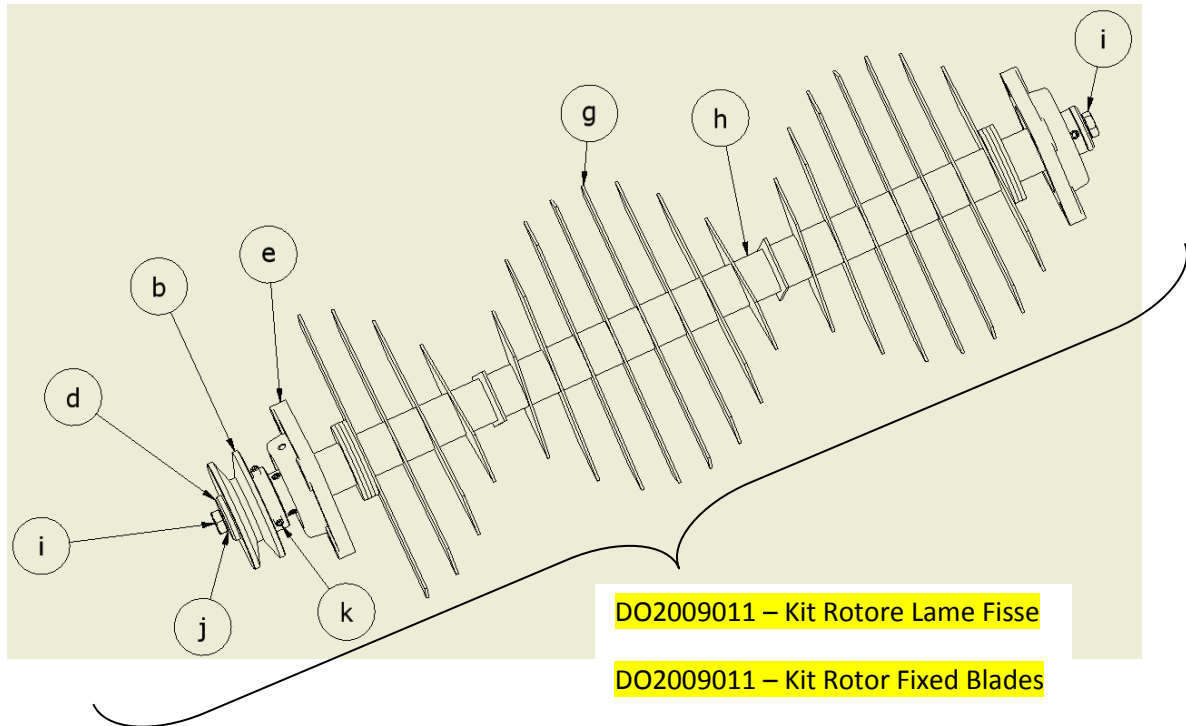 i
g
h
e
b
d
i
j
k
DO2009011 – Kit Rotore Lame Fisse
DO2009011 – Kit Rotor Fixed Blades